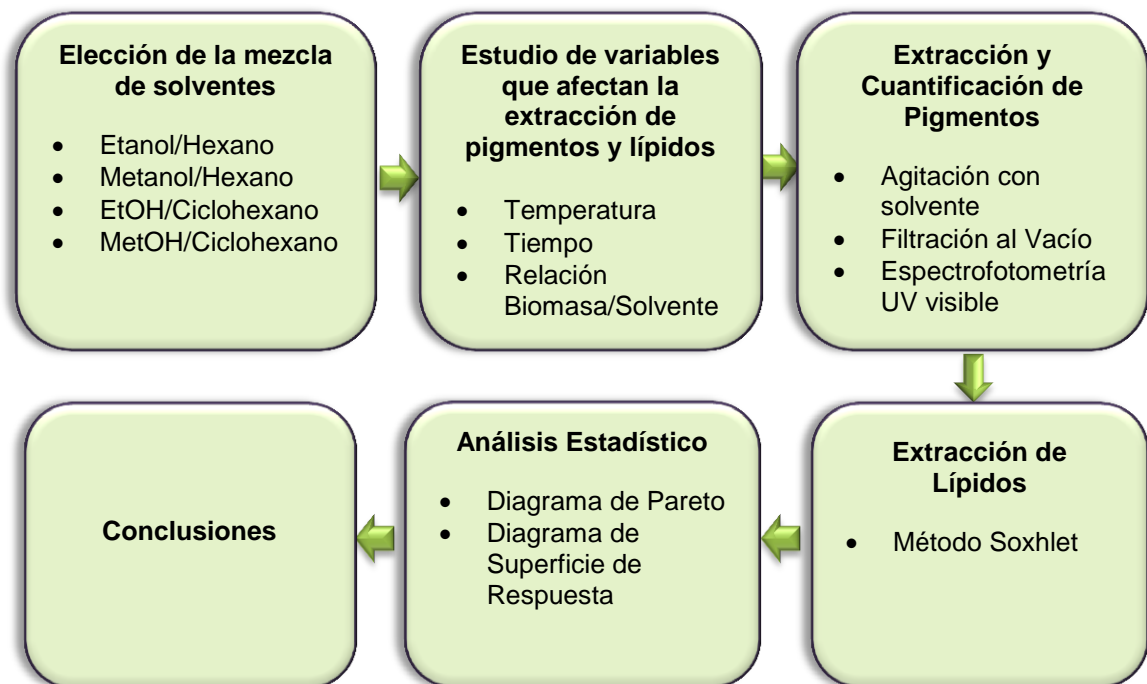 Elección de la mezcla
de solventes
• Etanol/Hexano
• Metanol/Hexano
• EtOH/Ciclohexano
• MetOH/Ciclohexano
Estudio de variables
que afectan la
extracción de
pigmentos y lípidos
• Temperatura
• Tiempo
• Relación
Biomasa/Solvente
Extracción y
Cuantificación de
Pigmentos
• Agitación con
solvente
• Filtración al Vacío
• Espectrofotometría
UV visible
Extracción de
Lípidos
• Método Soxhlet
Análisis Estadístico
• Diagrama de Pareto
• Diagrama de
Superficie de
Respuesta
Conclusiones